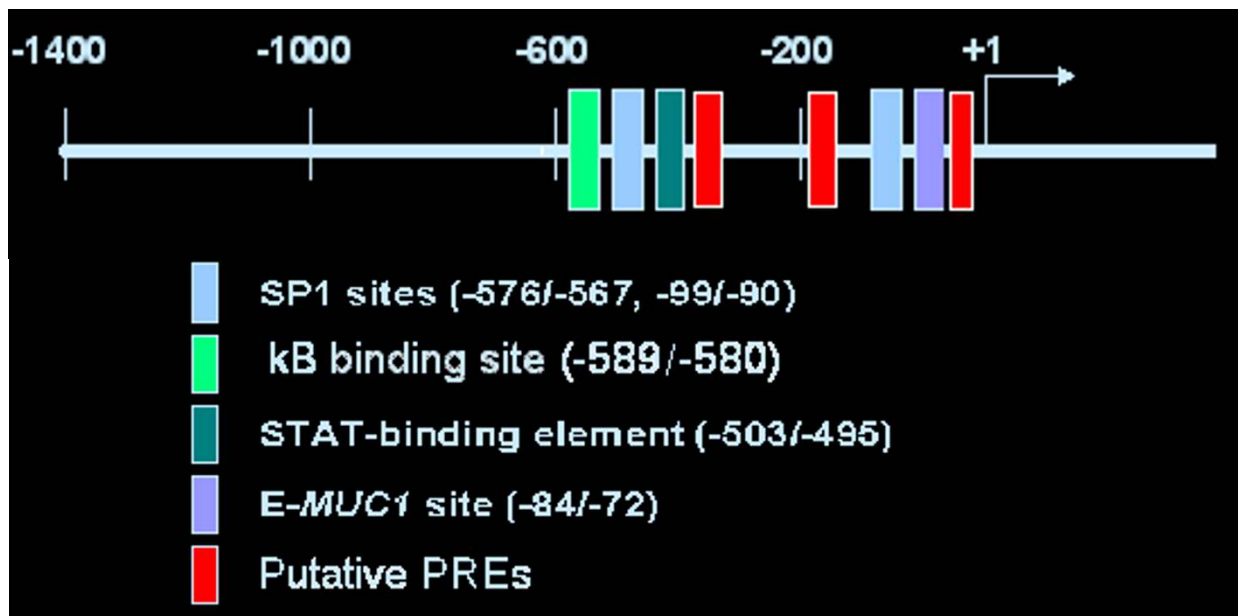 -1400 -1000 -600 -200 +1
SP1 sites (-576/-567, -99/-90)
kB binding site (-589/-580)
STAT-binding element (-503/-495)
E-MUC1 site (-84/-72)
Putative PREs